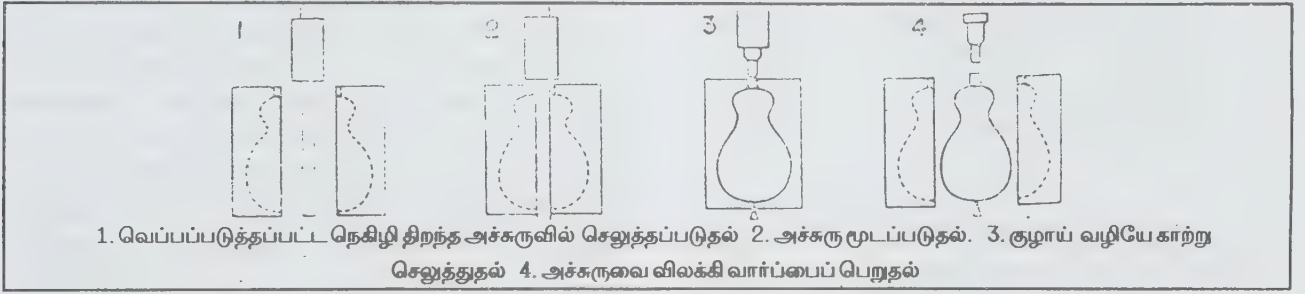 1 2 3 4
1. வெப்பப்படுத்தப்பட்ட நெகிழி திறந்த அச்சுருவில் செலுத்தப்படுதல் 2. அச்சுரு மூடப்படுதல். 3. குழாய் வழியே காற்று
செலுத்துதல் 4. அச்சுருவை விலக்கி வார்ப்பைப் பெறுதல்